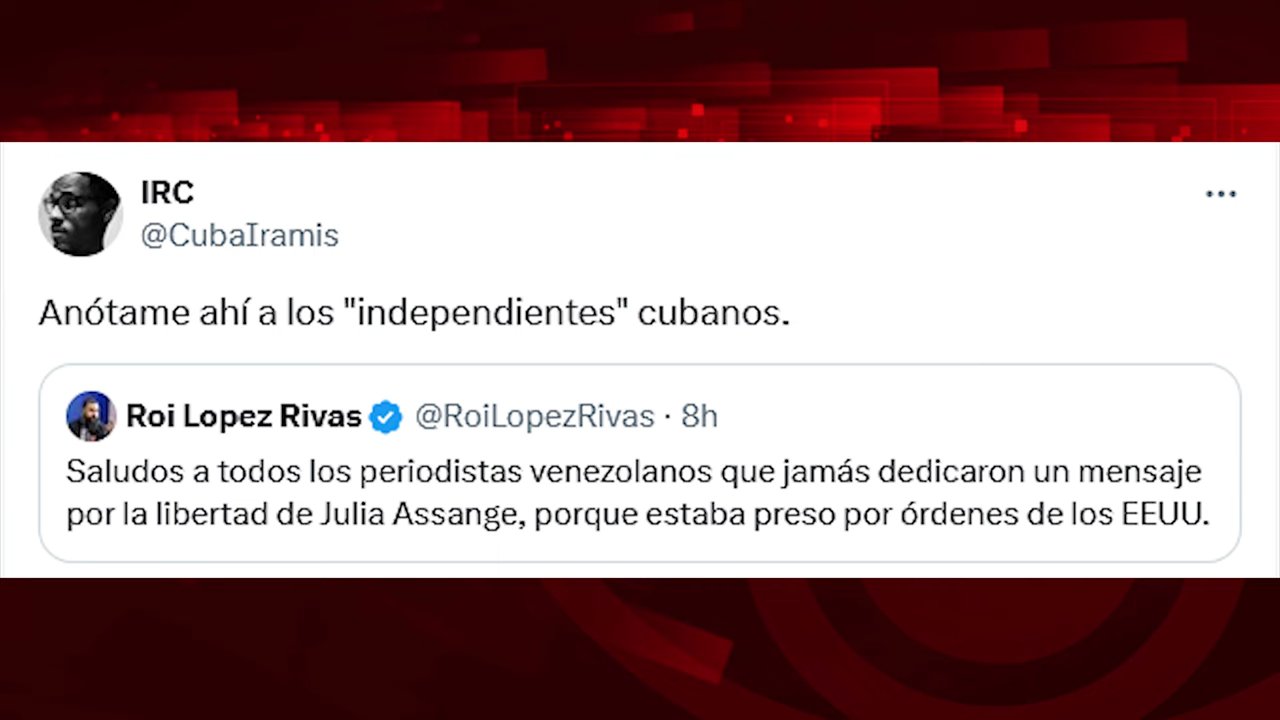 IRC
@CubaIramis
Anótame ahí a los "independientes" cubanos.
Roi Lopez Rivas @RoiLopezRivas · 8h
Saludos a todos los periodistas venezolanos que jamás dedicaron un mensaje
por la libertad de Julia Assange, porque estaba preso por órdenes de los EEUU.